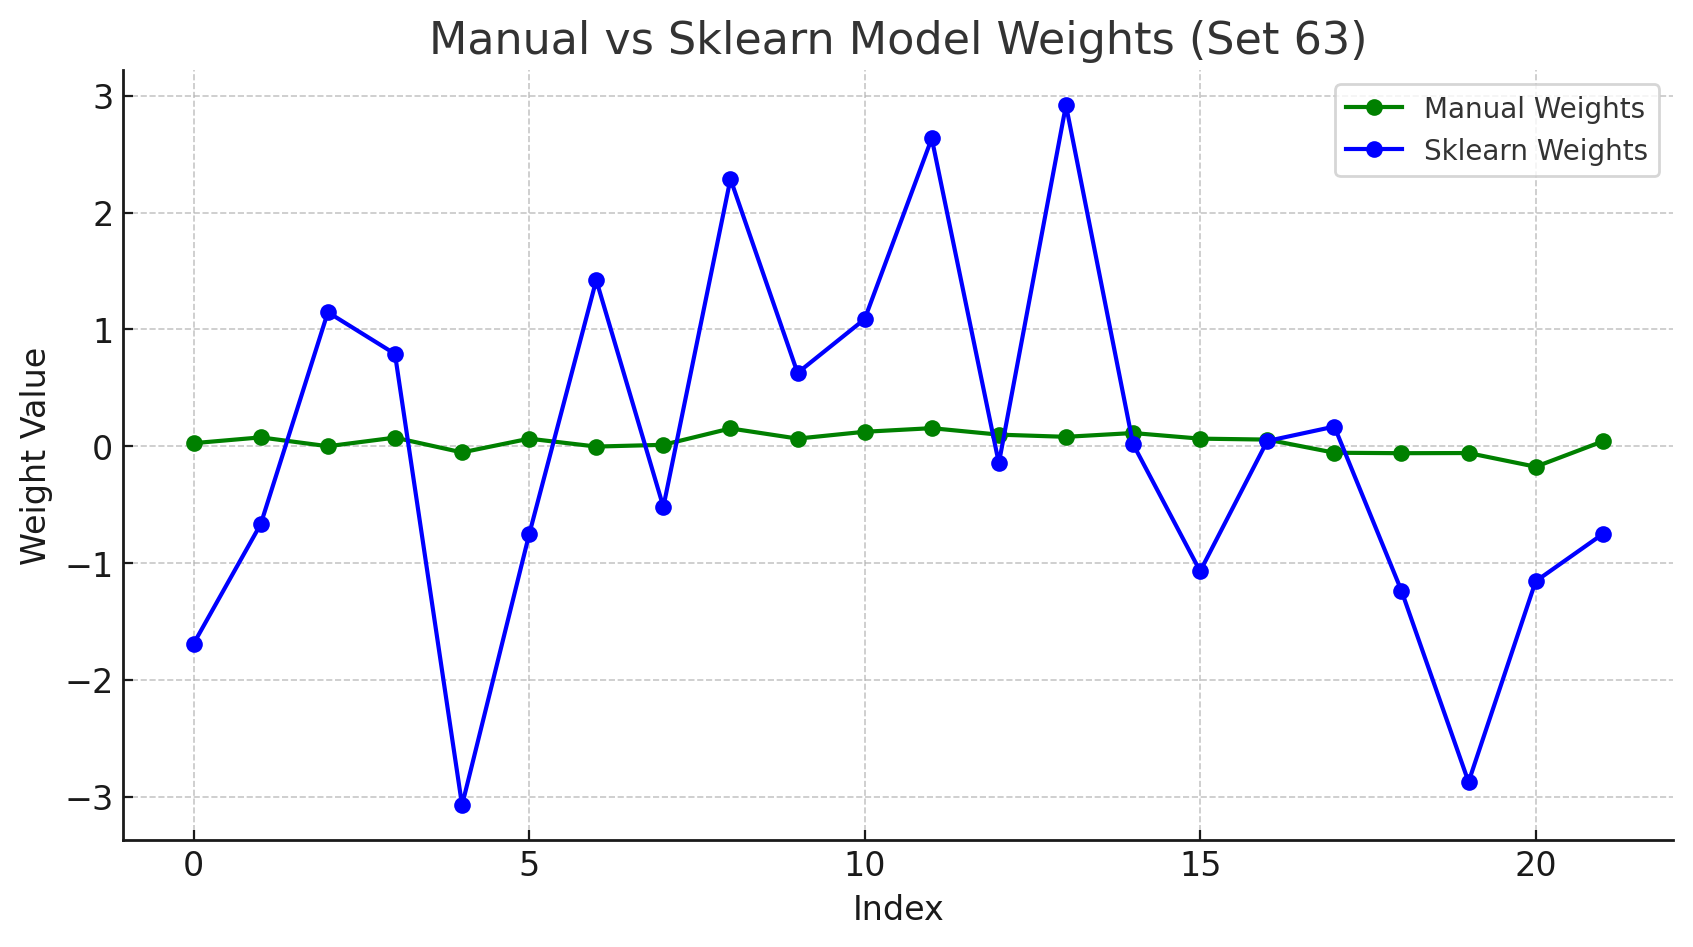 Manual vs Sklearn Model Weights (Set 63)
Manual Weights
Sklearn Weights
Weight Value
3
2
1
0
−1
−2
−3
0 5 10 15 20
Index